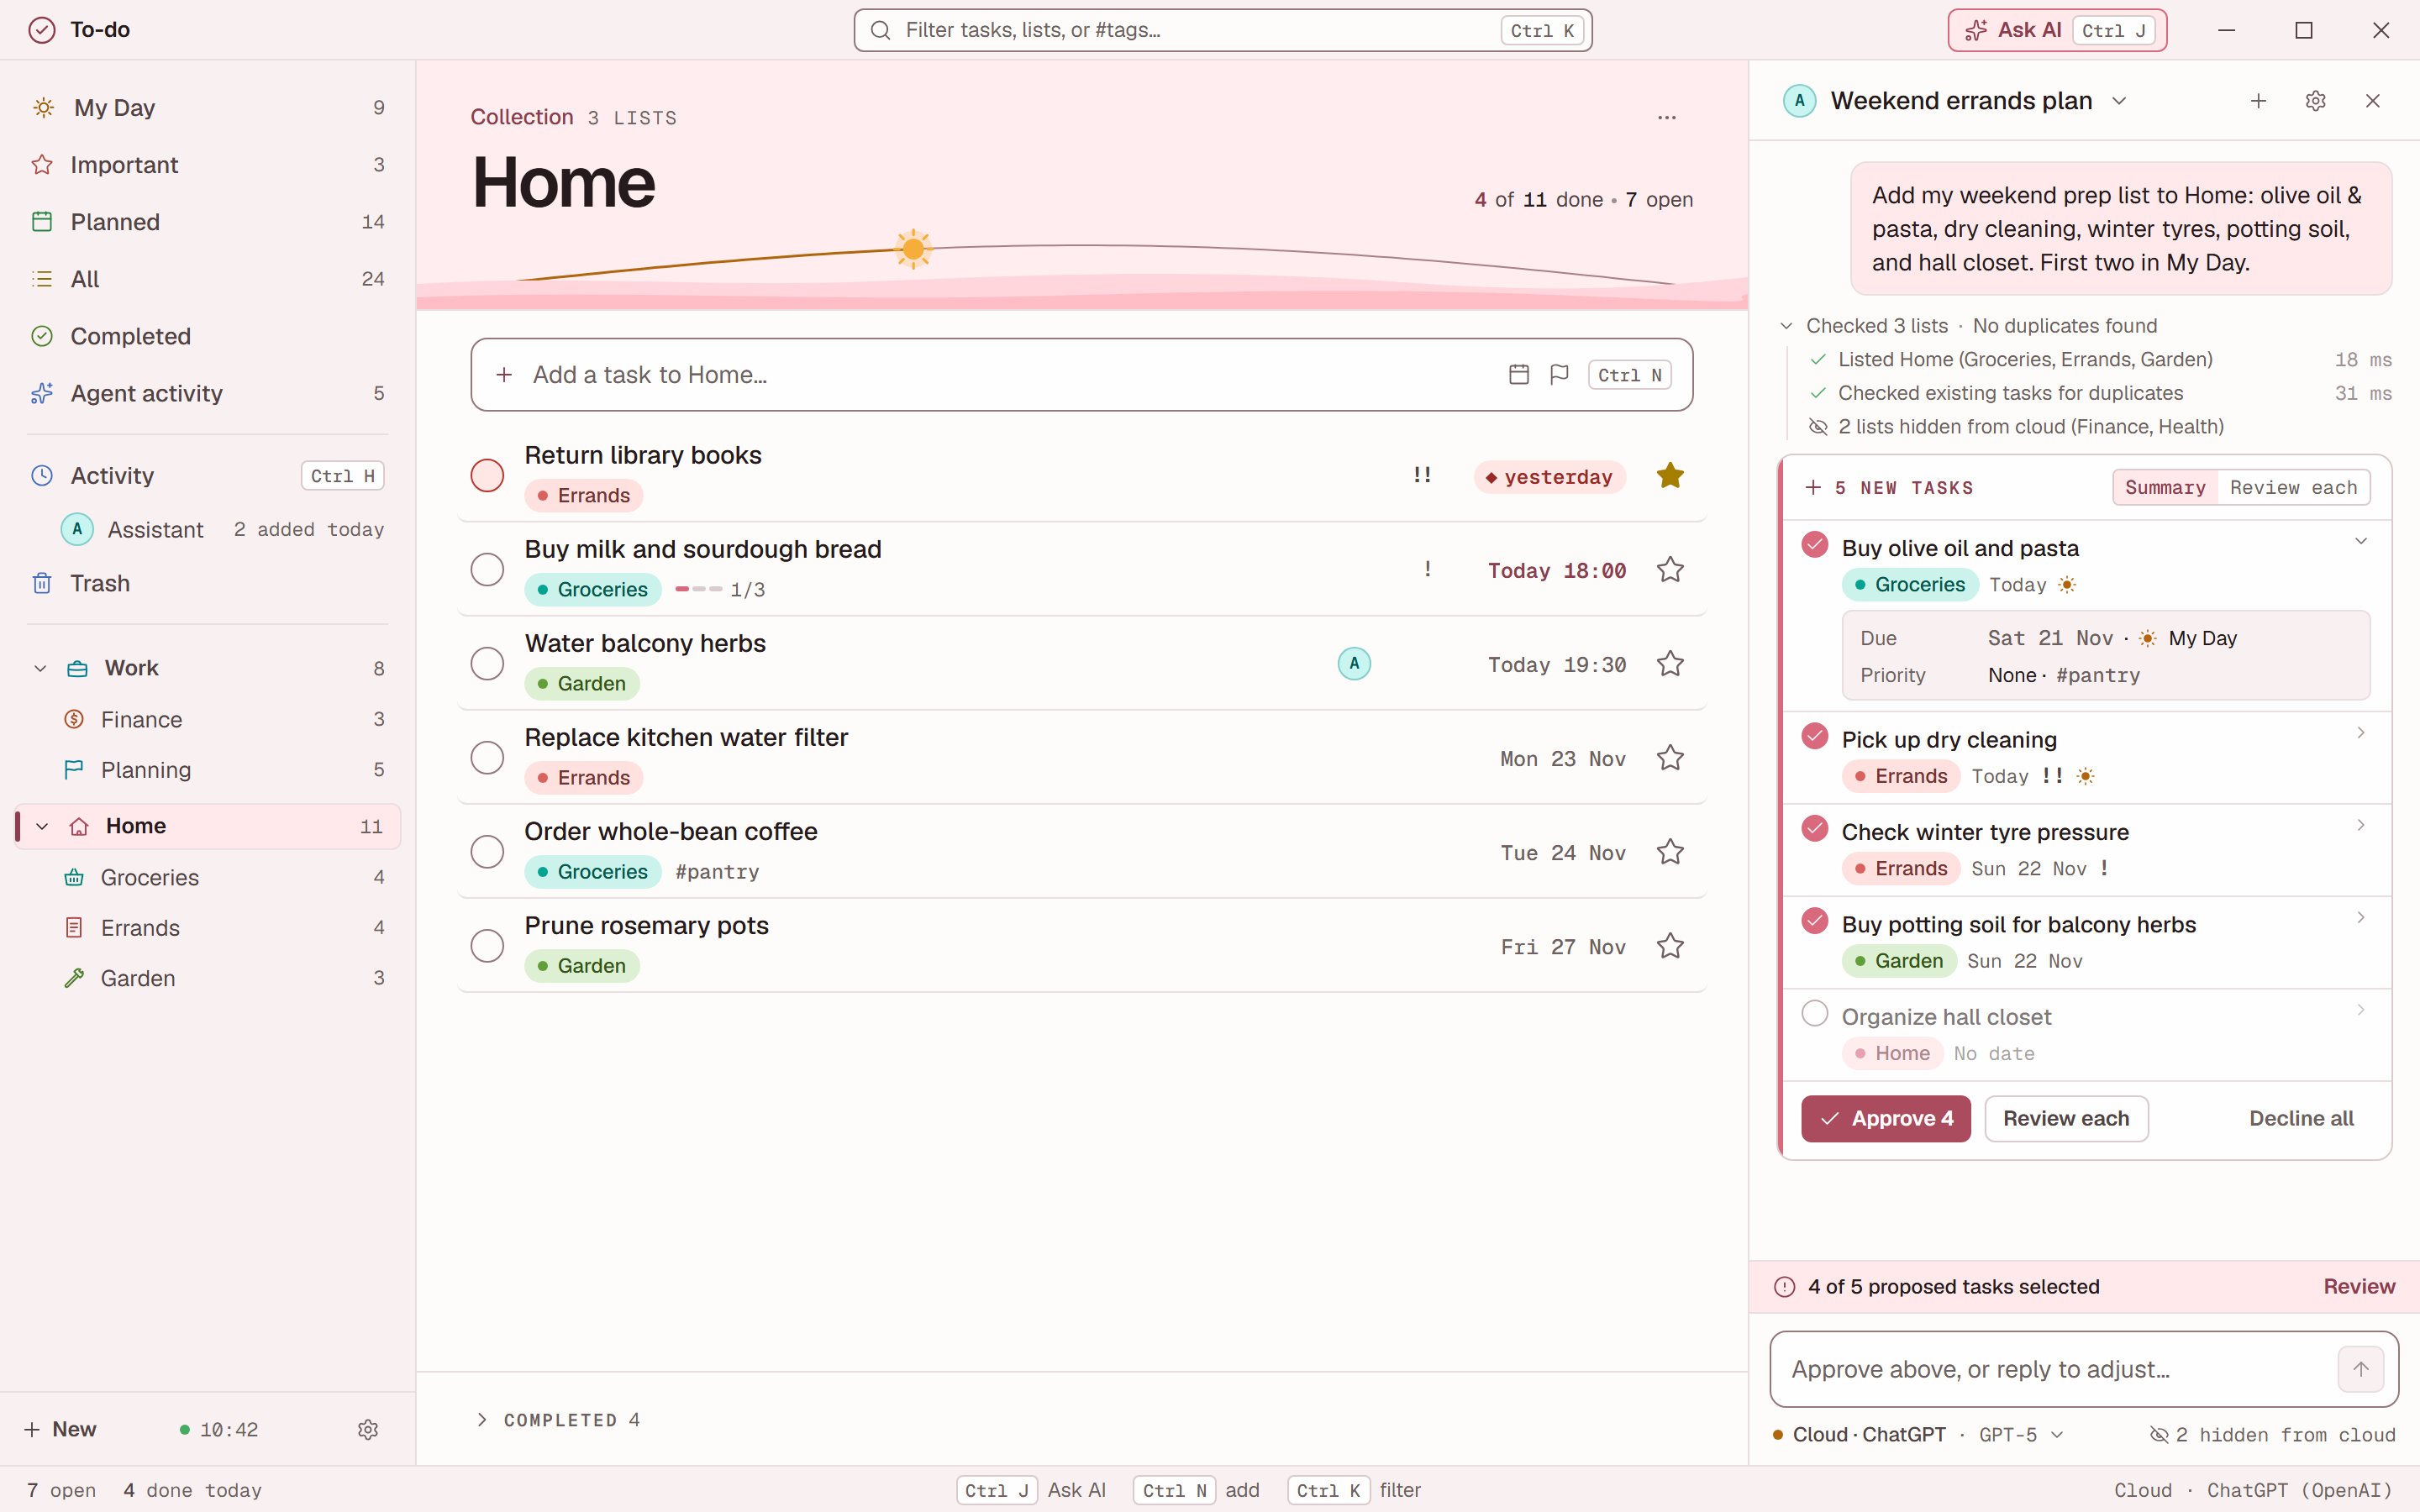 To-do
Filter tasks, lists, or #tags...
Ctrl K
Ask AI
Ctrl J
My Day 9
Important 3
Planned 14
All 24
Completed
Agent activity 5
Activity Ctrl H
A Assistant 2 added today
Trash
Work 8
Finance 3
Planning 5
Home 11
Groceries 4
Errands 4
Garden 3
+ New
10:42
Collection 3 LISTS
Home
4 of 11 done • 7 open
Add a task to Home...
Ctrl N
Return library books
Errands
!! yesterday
Buy milk and sourdough bread
Groceries 1/3
! Today 18:00
Water balcony herbs
Garden
A Today 19:30
Replace kitchen water filter
Errands
Mon 23 Nov
Order whole-bean coffee
Groceries #pantry
Tue 24 Nov
Prune rosemary pots
Garden
Fri 27 Nov
COMPLETED 4
A Weekend errands plan
Add my weekend prep list to Home: olive oil &
pasta, dry cleaning, winter tyres, potting soil,
and hall closet. First two in My Day.
Checked 3 lists · No duplicates found
Listed Home (Groceries, Errands, Garden) 18 ms
Checked existing tasks for duplicates 31 ms
2 lists hidden from cloud (Finance, Health)
+ 5 NEW TASKS
Summary Review each
Buy olive oil and pasta
Groceries Today
Due Sat 21 Nov · My Day
Priority None · #pantry
Pick up dry cleaning
Errands Today !!
Check winter tyre pressure
Errands Sun 22 Nov !
Buy potting soil for balcony herbs
Garden Sun 22 Nov
Organize hall closet
Home No date
Approve 4 Review each Decline all
4 of 5 proposed tasks selected Review
Approve above, or reply to adjust...
Cloud · ChatGPT · GPT-5
2 hidden from cloud
7 open 4 done today
Ctrl J Ask AI Ctrl N add Ctrl K filter
Cloud · ChatGPT (OpenAI)